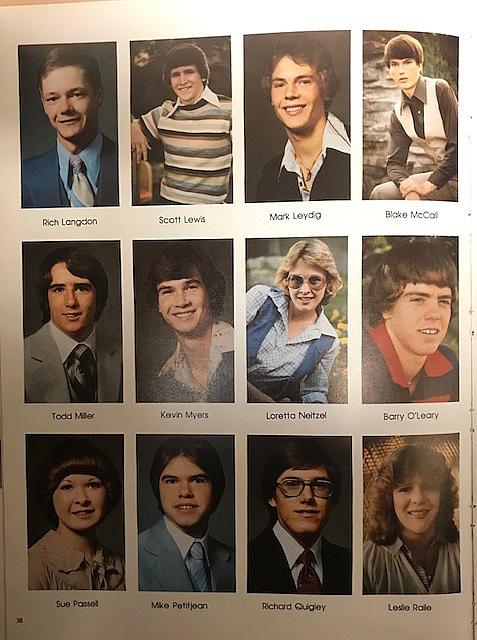 Rich Langdon
Scott Lewis
Mark Leydig
Blake McCall
Todd Miller
Kevin Myers
Loretta Neitzel
Barry O'Leary
Sue Passell
Mike Petitjean
Richard Quigley
Leslie Raile
38